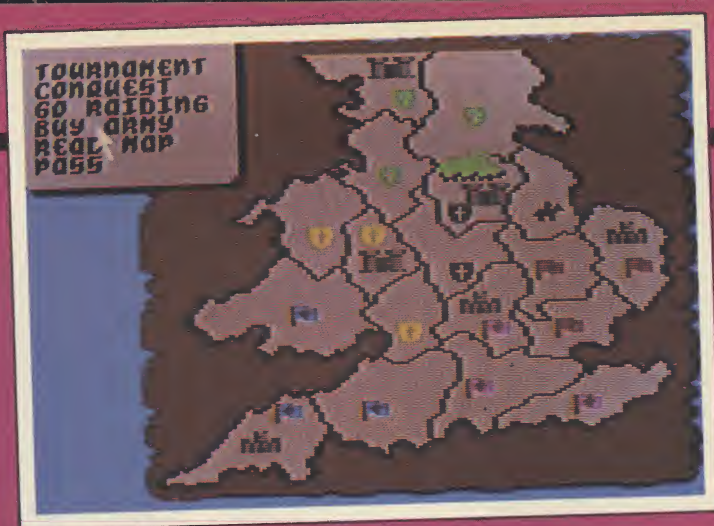 TOURNAMENT
CONQUEST
GO RAIDING
BUY ARMY
READ MAP
PASS